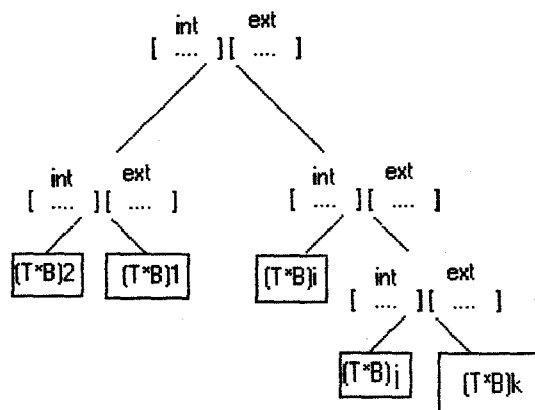 int ext
[ .... ] [ .... ]
int ext int ext
[ .... ] [ .... ] [ .... ] [ .... ]
(T*B)2 (T*B)1 (T*B)i int ext
[ .... ] [ .... ]
(T*B)j (T*B)k